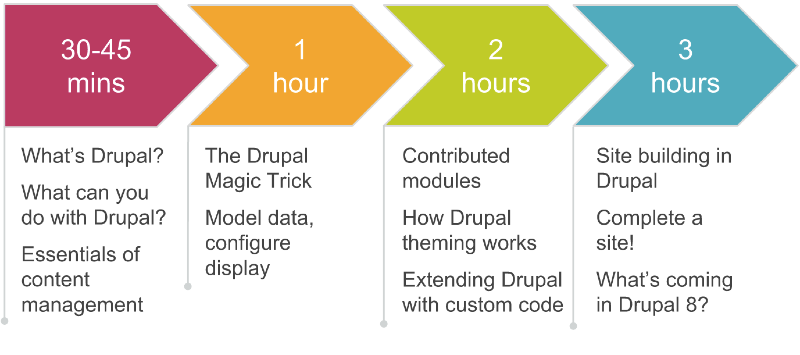 30-45
mins
1
hour
2
hours
3
hours
What's Drupal?
What can you
do with Drupal?
Essentials of
content
management
The Drupal
Magic Trick
Model data,
configure
display
Contributed
modules
How Drupal
theming works
Extending Drupal
with custom code
Site building in
Drupal
Complete a
site!
What's coming
in Drupal 8?